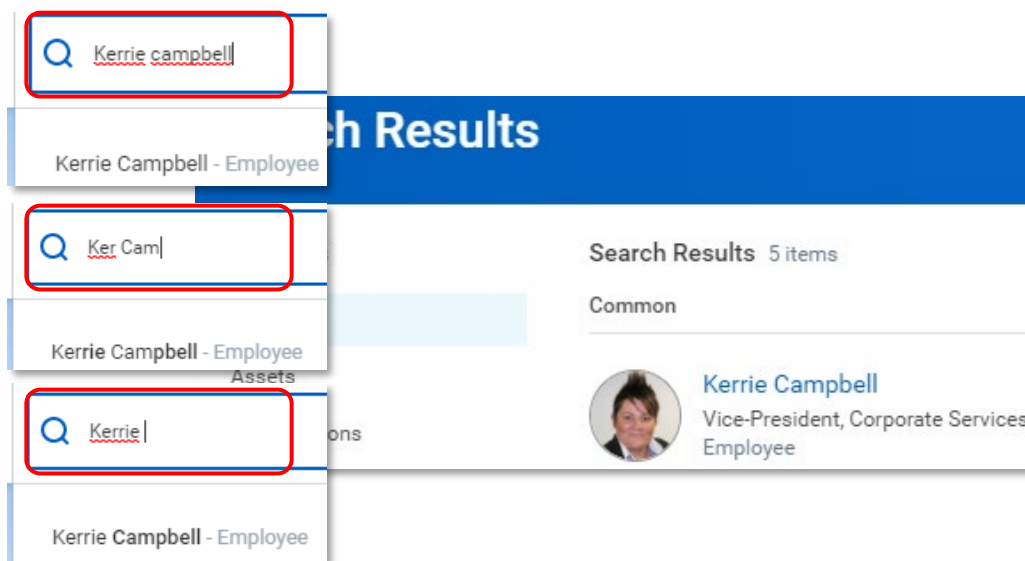 Kerrie campbell
Kerrie Campbell - Employee
ch Results
Ker Cam
Kerrie Campbell - Employee
Assets
Kerrie
ons
Kerrie Campbell - Employee
Search Results 5 items
Common
Kerrie Campbell
Vice-President, Corporate Services
Employee